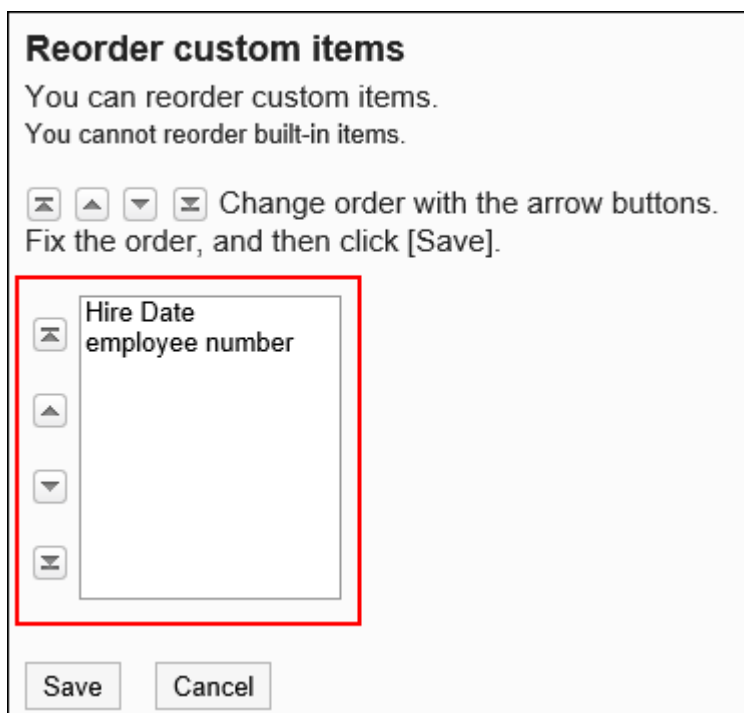 Reorder custom items
You can reorder custom items.
You cannot reorder built-in items.
Change order with the arrow buttons.
Fix the order, and then click [Save].
Hire Date
employee number
Save
Cancel